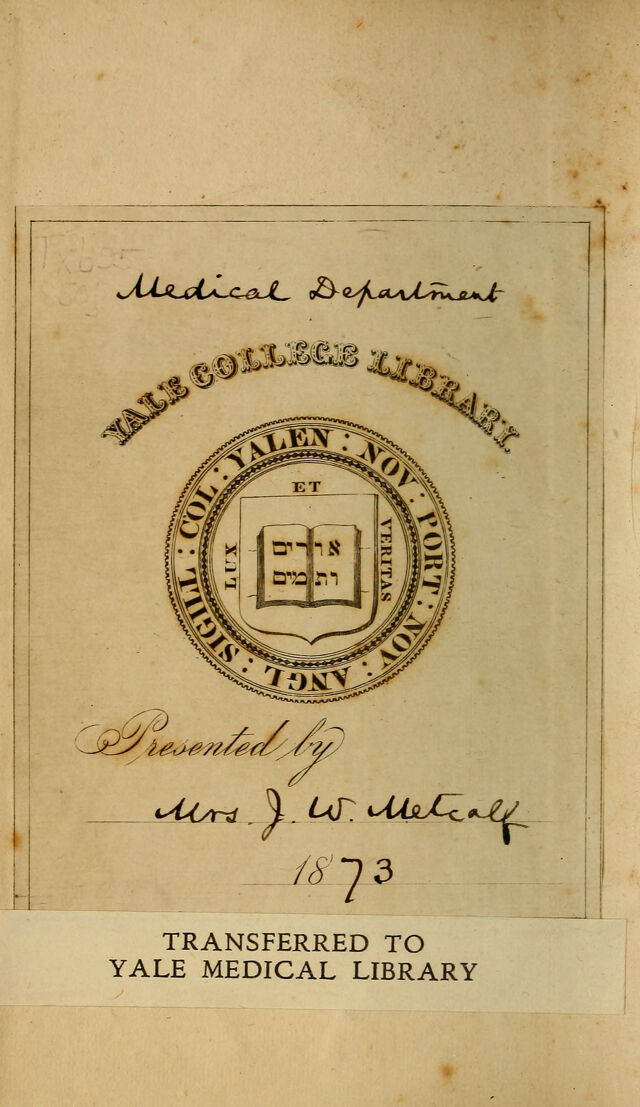 Medical Department
YALE COLLEGE LIBRARY.
SIGILL : COL : YALEN : NOV : PORT : NOV : ANGL :
ET
LUX
VERITAS
אורים
ותמים
Presented by
Mrs. J. W. Metcalf
1873
TRANSFERRED TO
YALE MEDICAL LIBRARY